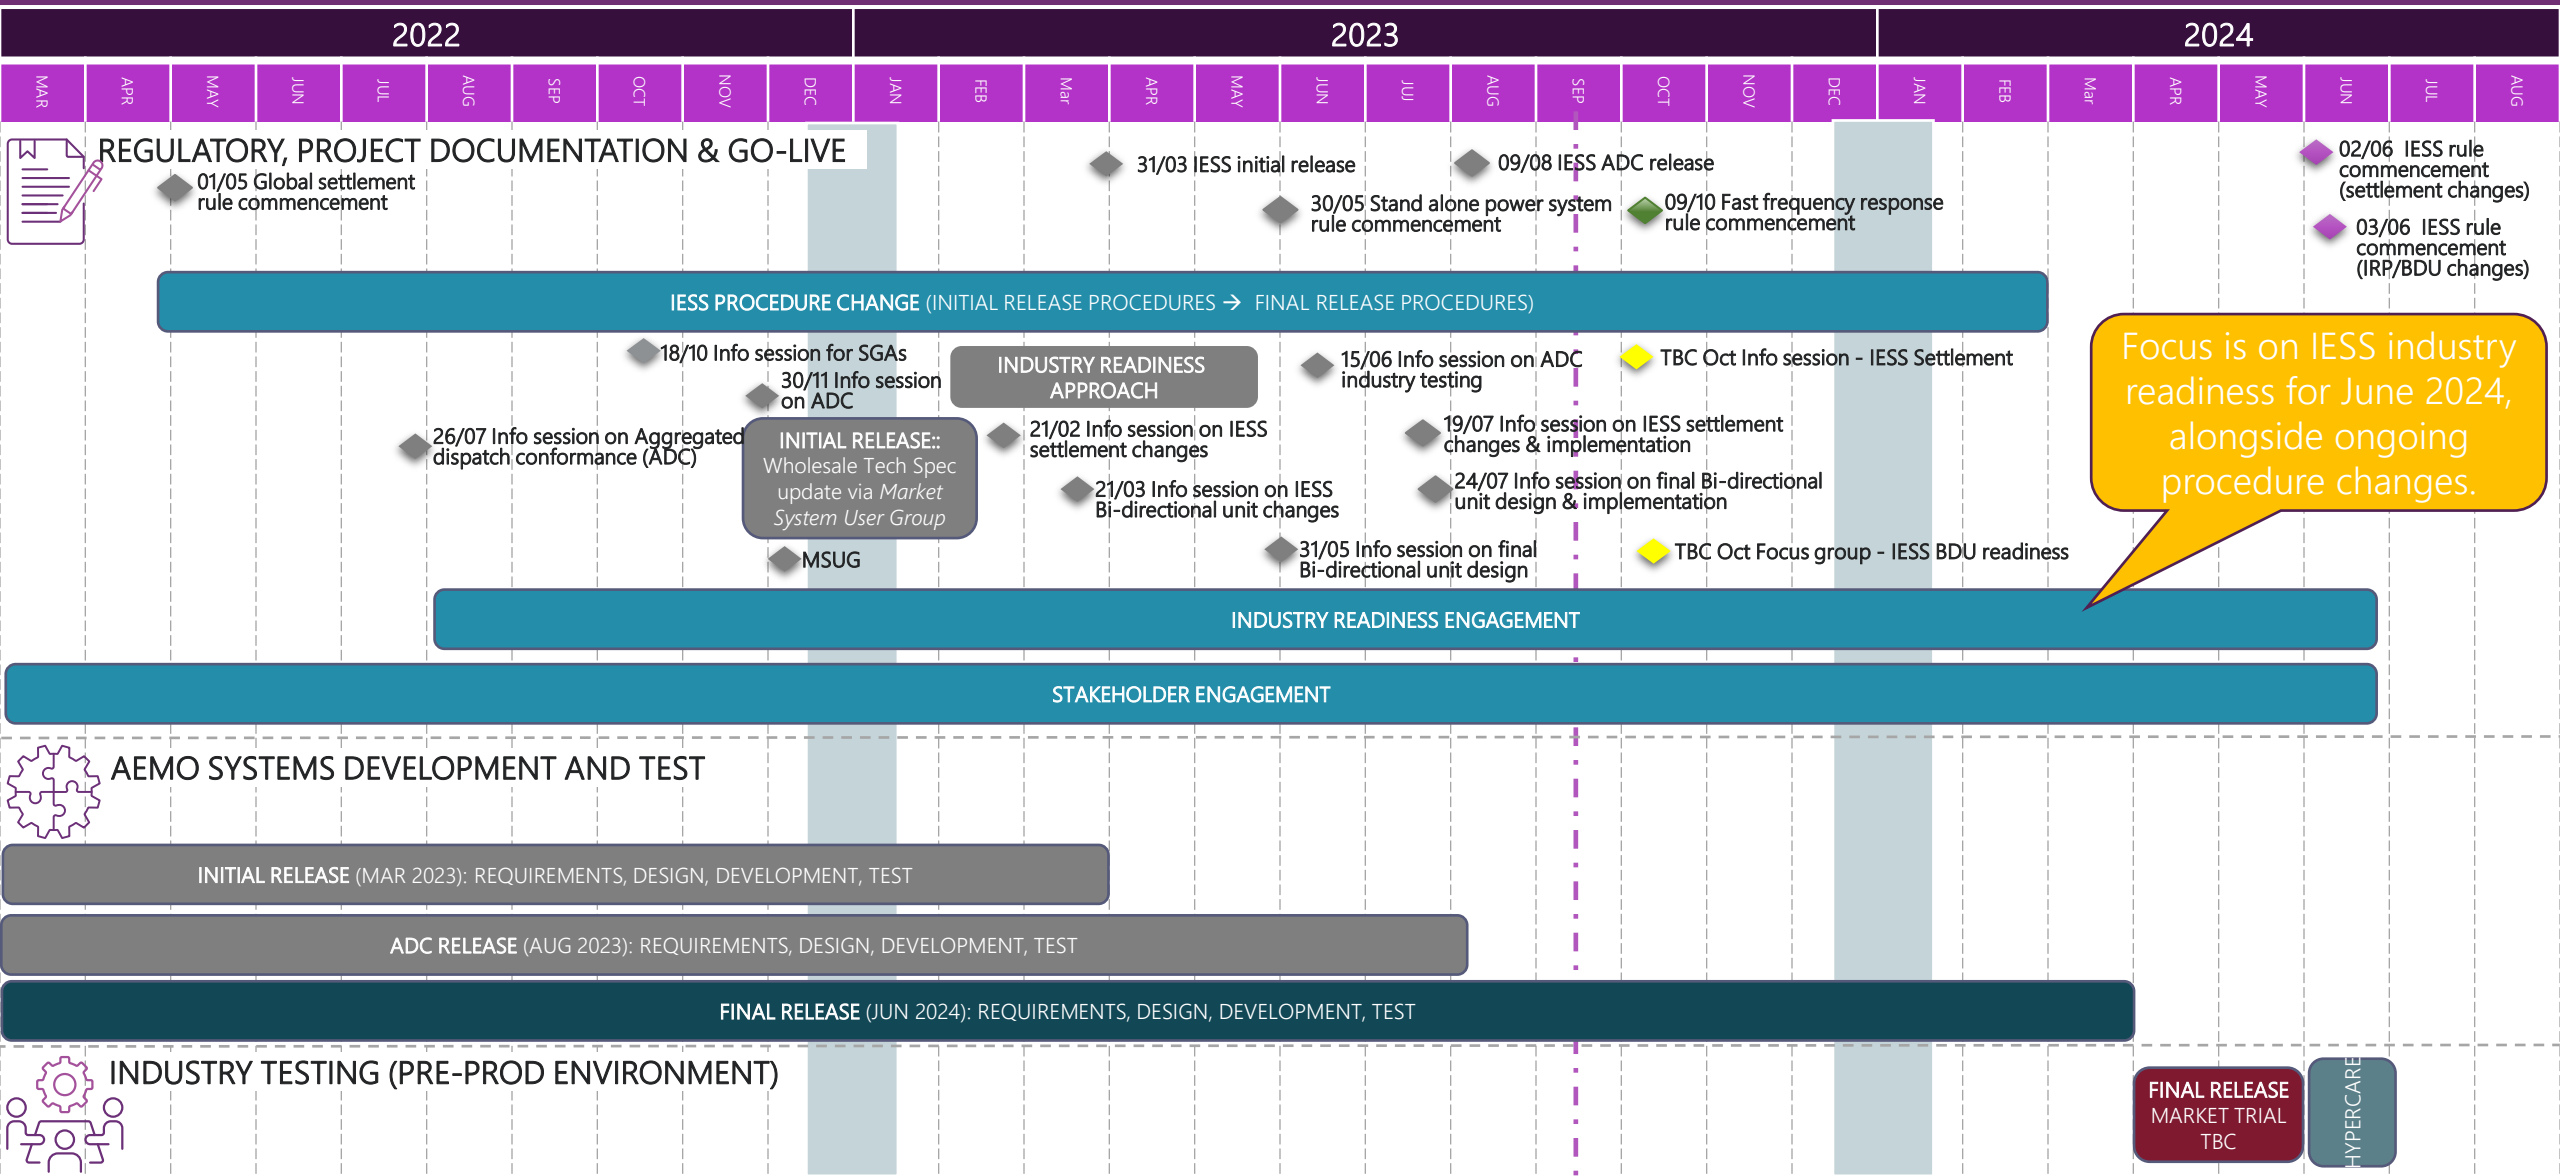 2022
2023
2024
MAR
APR
MAY
JUN
JUL
AUG
SEP
OCT
NOV
DEC
JAN
FEB
Mar
APR
MAY
JUN
JUJ
AUG
SEP
OCT
NOV
DEC
JAN
FEB
Mar
APR
MAY
JUN
JUL
AUG
REGULATORY, PROJECT DOCUMENTATION & GO-LIVE
01/05 Global settlement
rule commencement
31/03 IESS initial release
09/08 IESS ADC release
30/05 Stand alone power system
rule commencement
09/10 Fast frequency response
rule commencement
02/06 IESS rule
commencement
(settlement changes)
03/06 IESS rule
commencement
(IRP/BDU changes)
IESS PROCEDURE CHANGE (INITIAL RELEASE PROCEDURES → FINAL RELEASE PROCEDURES)
18/10 Info session for SGAs
30/11 Info session
on ADC
26/07 Info session on Aggregated
dispatch conformance (ADC)
INITIAL RELEASE::
Wholesale Tech Spec
update via Market
System User Group
MSUG
INDUSTRY READINESS
APPROACH
21/02 Info session on IESS
settlement changes
21/03 Info session on IESS
Bi-directional unit changes
15/06 Info session on ADC
industry testing
19/07 Info session on IESS settlement
changes & implementation
24/07 Info session on final Bi-directional
unit design & implementation
31/05 Info session on final
Bi-directional unit design
TBC Oct Info session - IESS Settlement
TBC Oct Focus group - IESS BDU readiness
Focus is on IESS industry
readiness for June 2024,
alongside ongoing
procedure changes.
INDUSTRY READINESS ENGAGEMENT
STAKEHOLDER ENGAGEMENT
AEMO SYSTEMS DEVELOPMENT AND TEST
INITIAL RELEASE (MAR 2023): REQUIREMENTS, DESIGN, DEVELOPMENT, TEST
ADC RELEASE (AUG 2023): REQUIREMENTS, DESIGN, DEVELOPMENT, TEST
FINAL RELEASE (JUN 2024): REQUIREMENTS, DESIGN, DEVELOPMENT, TEST
INDUSTRY TESTING (PRE-PROD ENVIRONMENT)
FINAL RELEASE
MARKET TRIAL
TBC
HYPERCARE